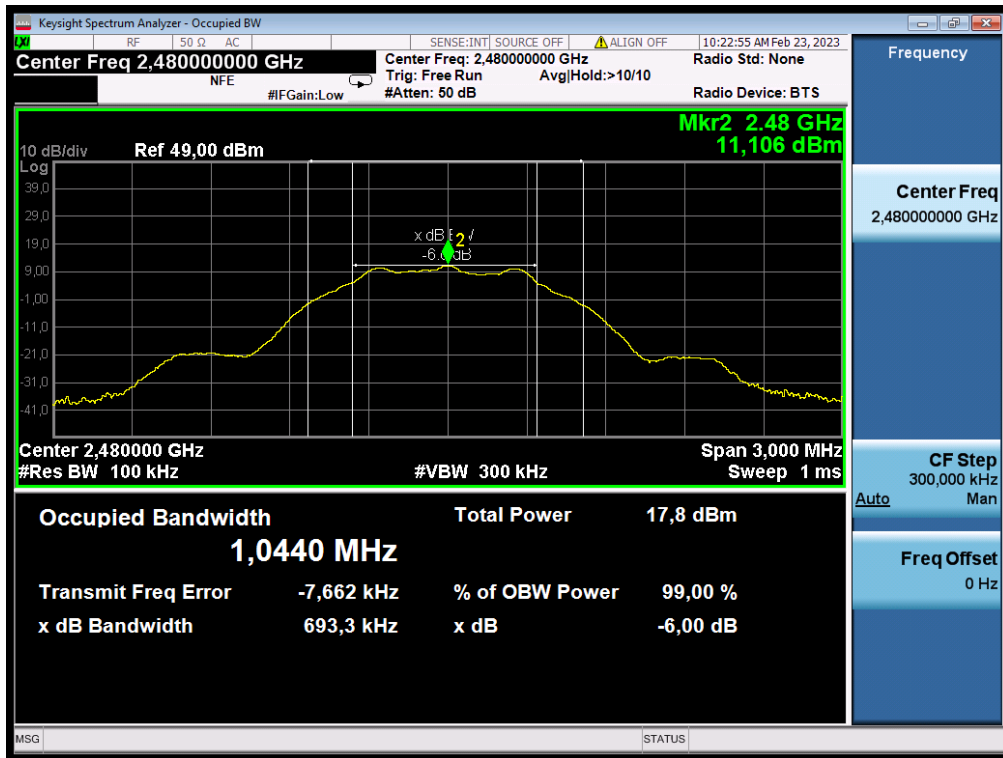 Keysight Spectrum Analyzer - Occupied BW
LXI RF 50 Ω AC SENSE:INT SOURCE OFF ALIGN OFF 10:22:55 AM Feb 23, 2023
Center Freq 2,480000000 GHz
NFE
#IFGain:Low
Center Freq: 2,480000000 GHz
Trig: Free Run Avg|Hold:>10/10
#Atten: 50 dB
Radio Std: None
Radio Device: BTS
Mkr2 2.48 GHz
11,106 dBm
10 dB/div Ref 49,00 dBm
Log
39,0
29,0
19,0
9,00
-1,00
-11,0
-21,0
-31,0
-41,0
x dB
2
dB
Center 2,480000 GHz Span 3,000 MHz
#Res BW 100 kHz #VBW 300 kHz Sweep 1 ms
Occupied Bandwidth Total Power 17,8 dBm
1,0440 MHz
Transmit Freq Error -7,662 kHz % of OBW Power 99,00 %
x dB Bandwidth 693,3 kHz x dB -6,00 dB
MSG STATUS
Frequency
Center Freq
2,480000000 GHz
CF Step
300,000 kHz
Auto Man
Freq Offset
0 Hz